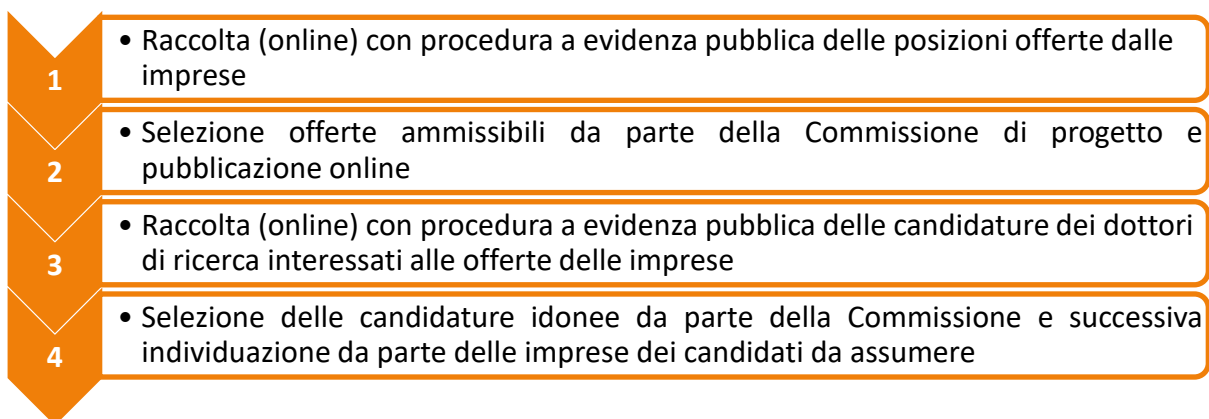 • Raccolta (online) con procedura a evidenza pubblica delle posizioni offerte dalle
imprese
1
• Selezione offerte ammissibili da parte della Commissione di progetto e
pubblicazione online
2
• Raccolta (online) con procedura a evidenza pubblica delle candidature dei dottori
di ricerca interessati alle offerte delle imprese
3
• Selezione delle candidature idonee da parte della Commissione e successiva
individuazione da parte delle imprese dei candidati da assumere
4